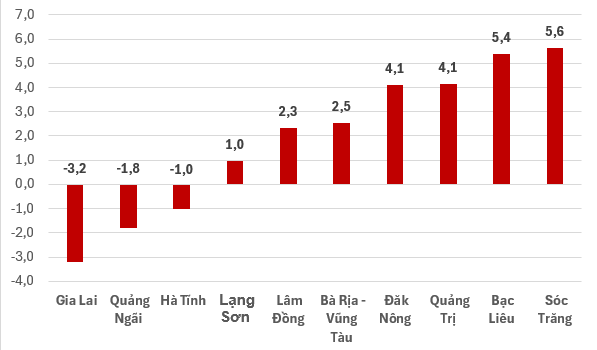 7,0
6,0
5,0
4,0
3,0
2,0
1,0
0,0
-1,0
-2,0
-3,0
-4,0
-3,2
-1,8
-1,0
1,0
2,3
2,5
4,1
4,1
5,4
5,6
Gia Lai
Quảng
Ngãi
Hà Tĩnh
Lạng
Sơn
Lâm
Đồng
Bà Rịa -
Vũng
Tàu
Đăk
Nông
Quảng
Trị
Bạc
Liêu
Sóc
Trăng